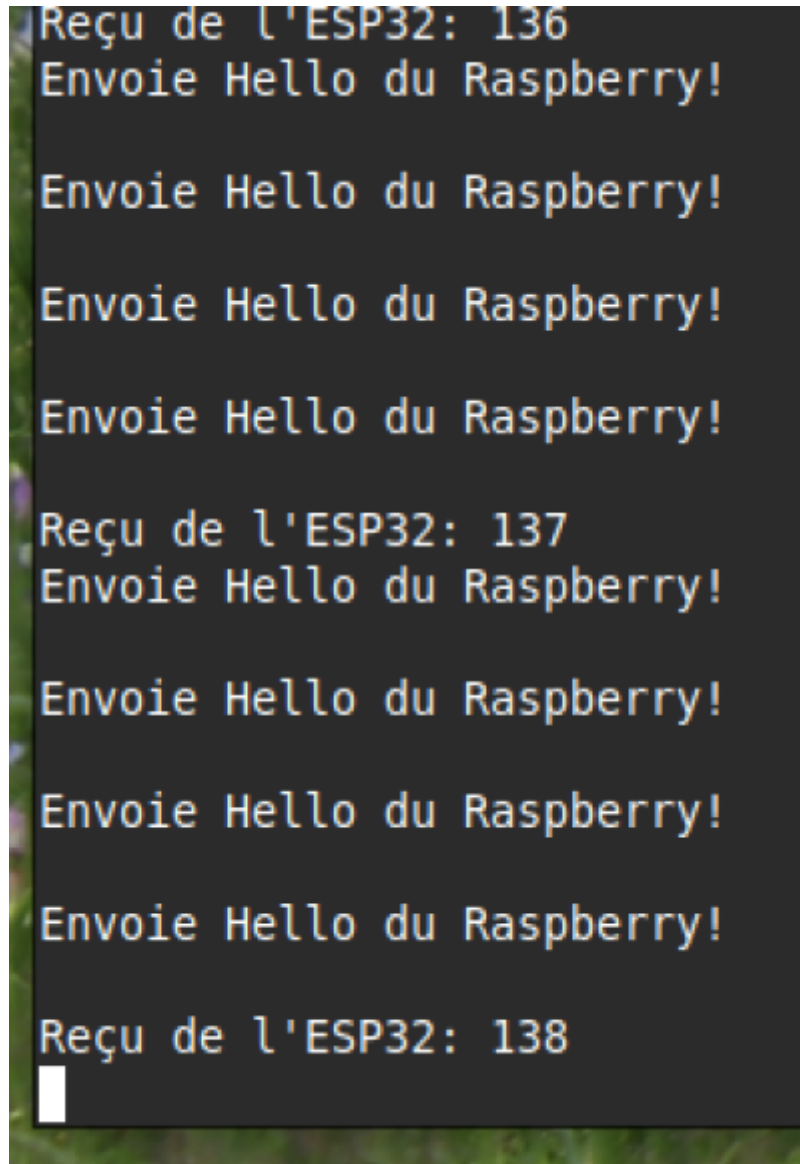 Reçu de l'ESP32: 136
Envoie Hello du Raspberry!
Envoie Hello du Raspberry!
Envoie Hello du Raspberry!
Envoie Hello du Raspberry!
Reçu de l'ESP32: 137
Envoie Hello du Raspberry!
Envoie Hello du Raspberry!
Envoie Hello du Raspberry!
Envoie Hello du Raspberry!
Reçu de l'ESP32: 138